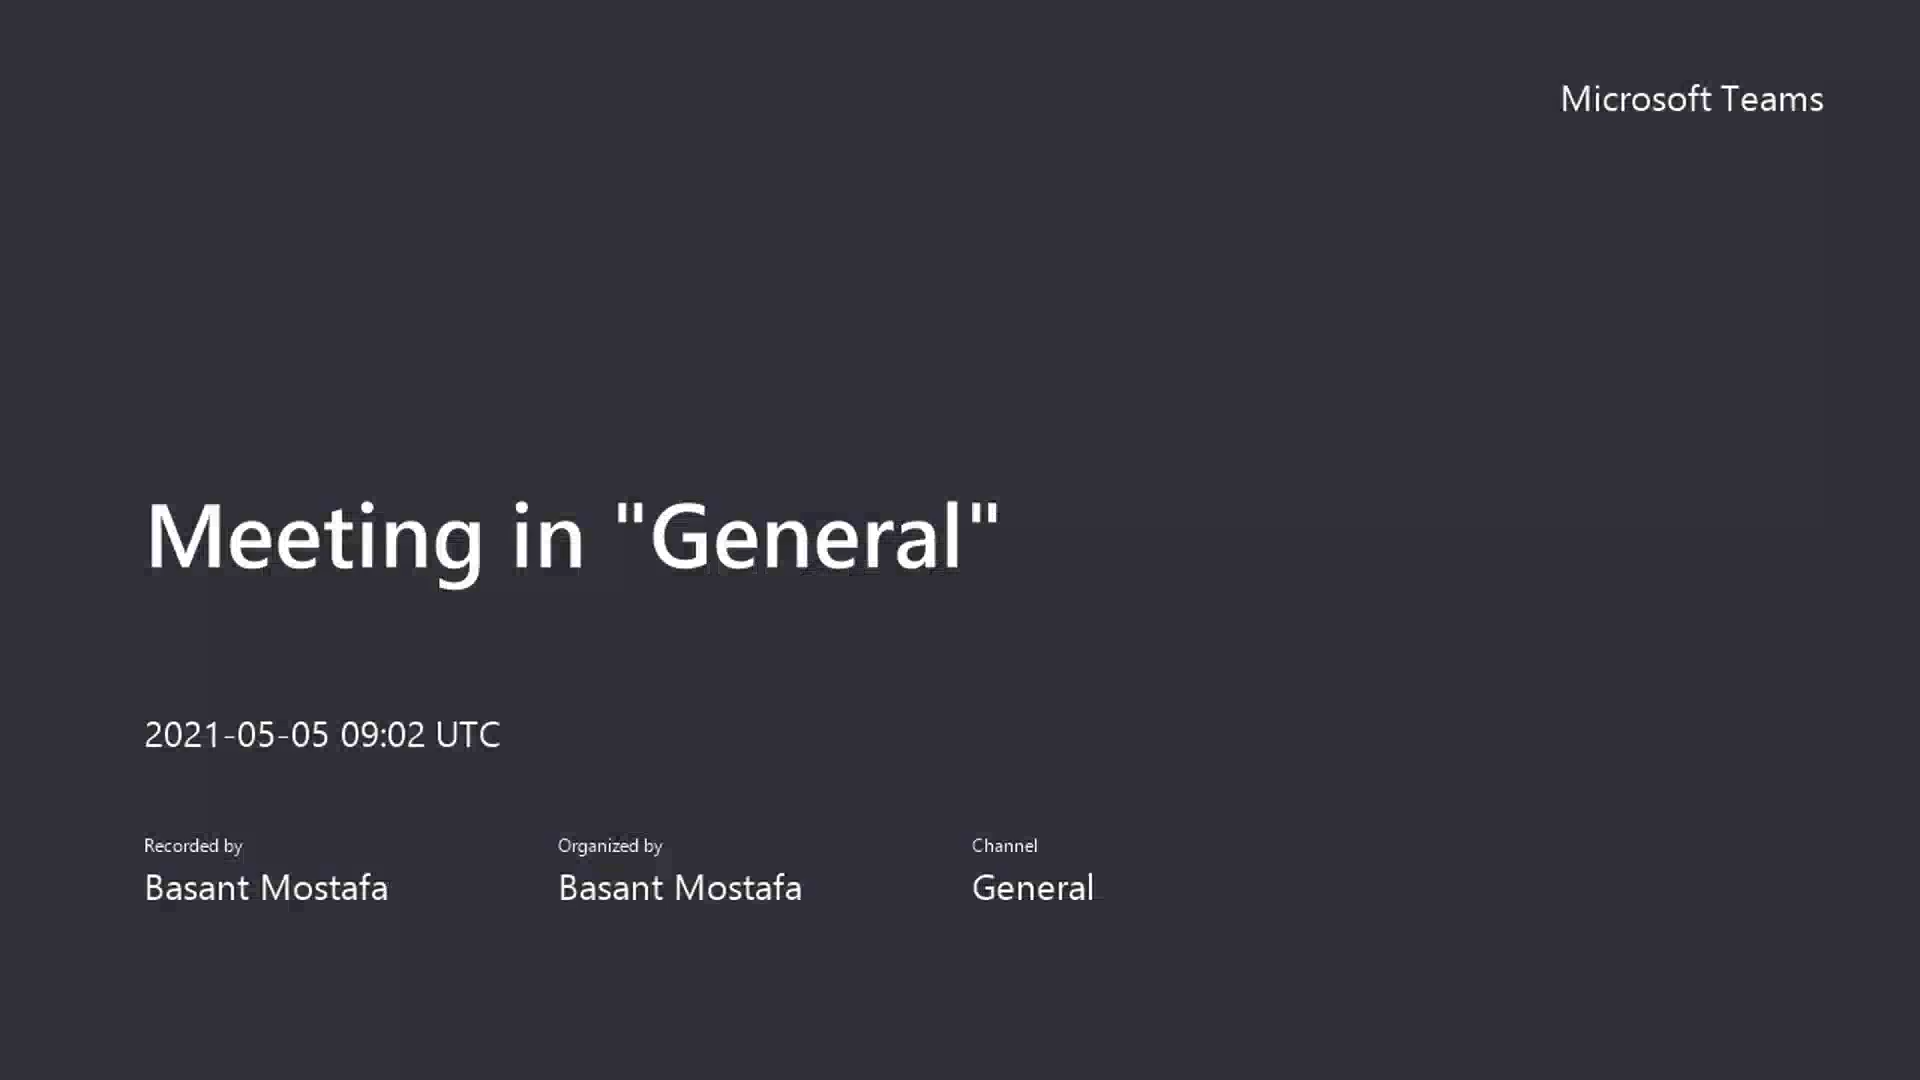 Microsoft Teams
Meeting in "General"
2021-05-05 09:02 UTC
Recorded by
Basant Mostafa
Organized by
Basant Mostafa
Channel
General